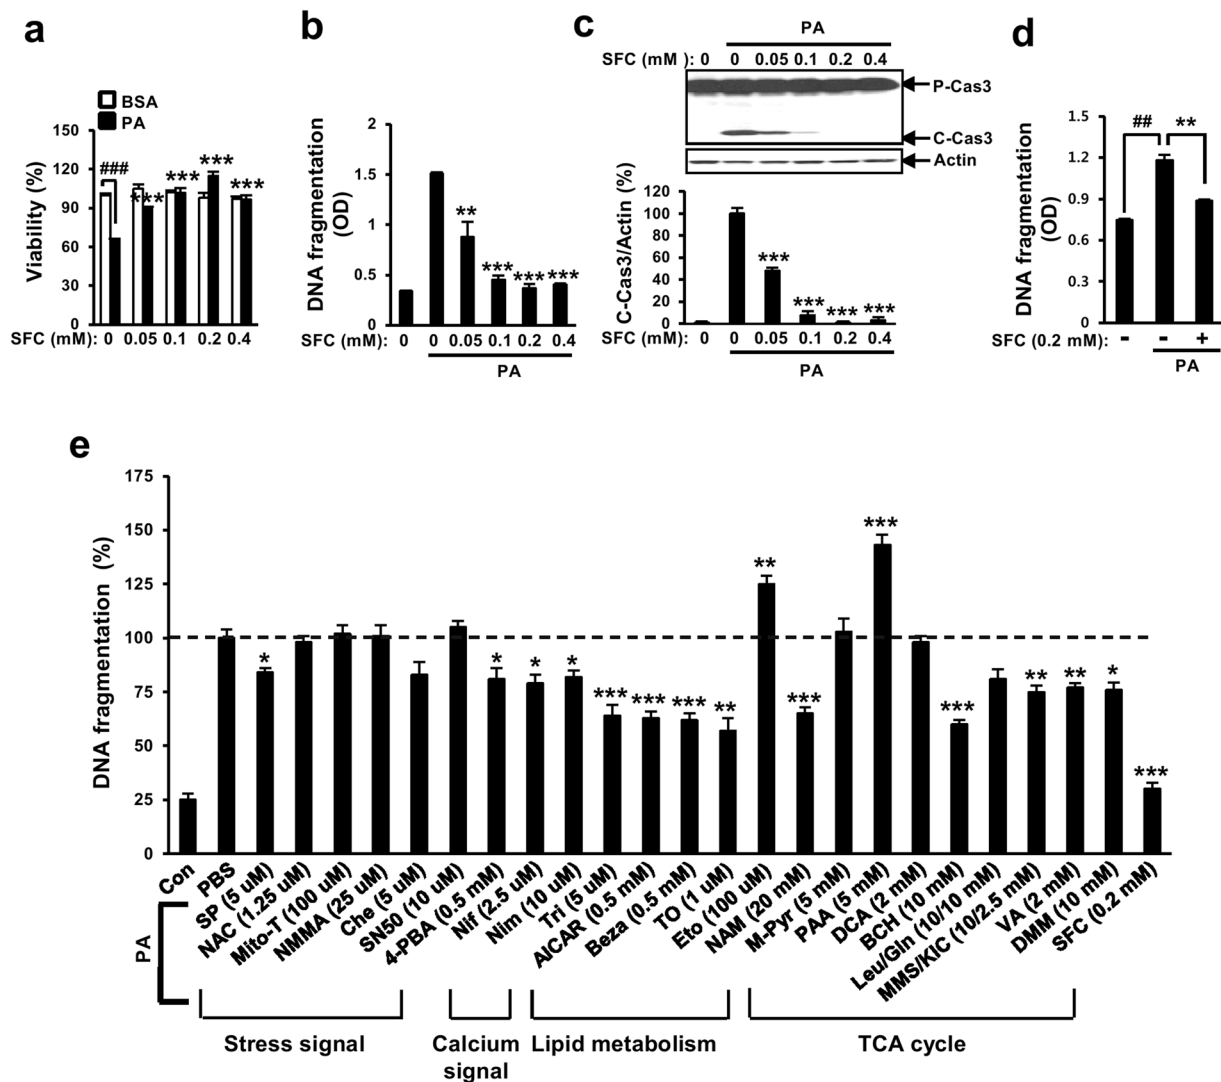 a
BSA
PA
Viability (%)
150
120
90
60
30
0
###
***
***
***
***
SFC (mM): 0 0.05 0.1 0.2 0.4
b
DNA fragmentation
(OD)
2
1.5
1
0.5
0
**
***
***
***
SFC (mM): 0 0 0.05 0.1 0.2 0.4
PA
c
PA
SFC (mM ): 0 0 0.05 0.1 0.2 0.4
P-Cas3
C-Cas3
Actin
C-Cas3/Actin (%)
120
100
80
60
40
20
0
***
***
***
***
SFC (mM): 0 0 0.05 0.1 0.2 0.4
PA
d
DNA fragmentation
(OD)
1.5
1.2
0.9
0.6
0.3
0
## **
SFC (0.2 mM): - - +
PA
e
DNA fragmentation (%)
175
150
125
100
75
50
25
0
*
*
*
*
***
***
***
**
**
***
***
***
**
**
*
***
Con
PBS
SP (5 uM)
NAC (1.25 uM)
Mito-T (100 uM)
NMMA (25 uM)
Che (5 uM)
SN50 (10 uM)
4-PBA (0.5 mM)
Nif (2.5 uM)
Nim (10 uM)
Tri (5 uM)
AICAR (0.5 mM)
Beza (0.5 mM)
TO (1 uM)
Eto (100 uM)
NAM (20 mM)
M-Pyr (5 mM)
PAA (5 mM)
DCA (2 mM)
BCH (10 mM)
Leu/Gln (10/10 mM)
MMS/KIC (10/2.5 mM)
VA (2 mM)
DMM (10 mM)
SFC (0.2 mM)
PA
Stress signal
Calcium
signal
Lipid metabolism
TCA cycle